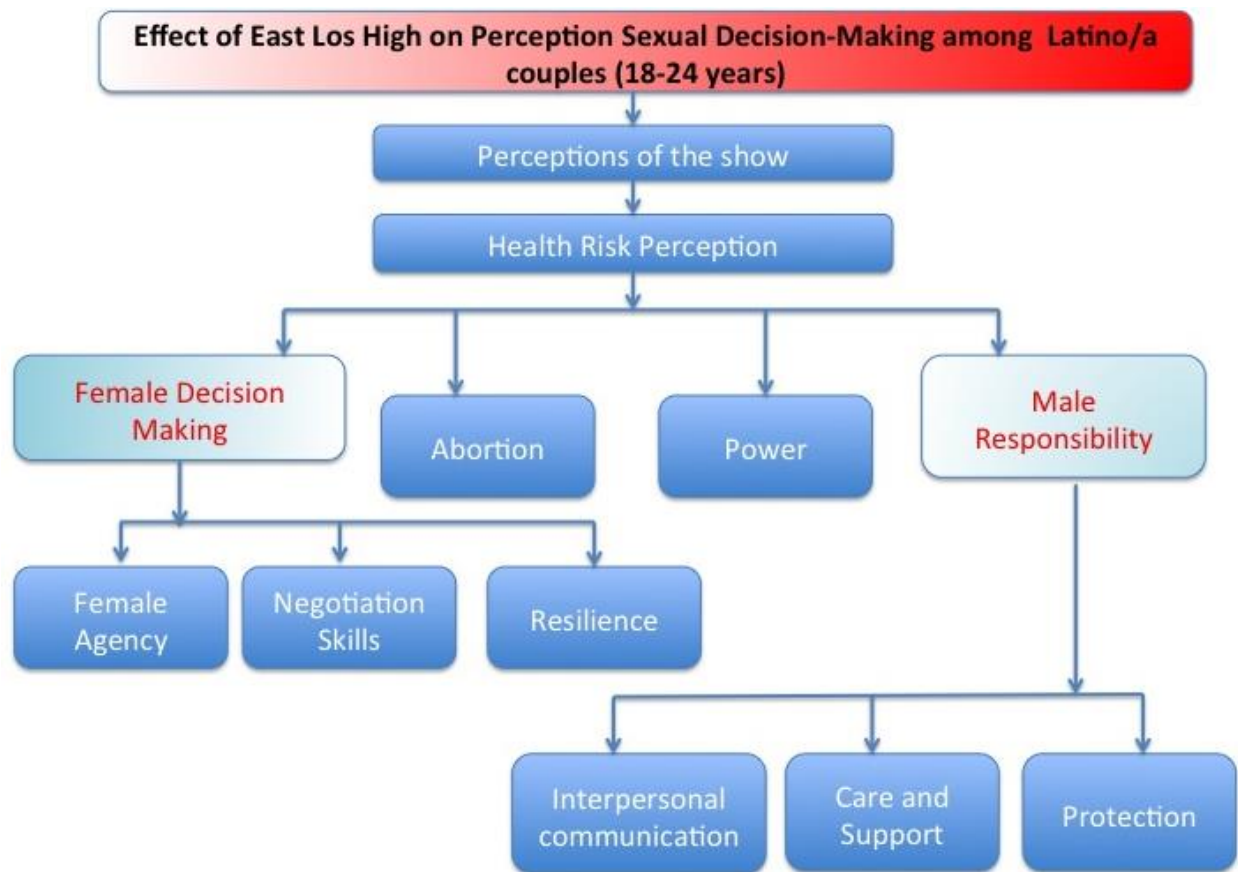 Effect of East Los High on Perception Sexual Decision-Making among Latino/a
couples (18-24 years)
Perceptions of the show
Health Risk Perception
Female Decision
Making
Abortion
Power
Male
Responsibility
Female
Agency
Negotiation
Skills
Resilience
Interpersonal
communication
Care and
Support
Protection